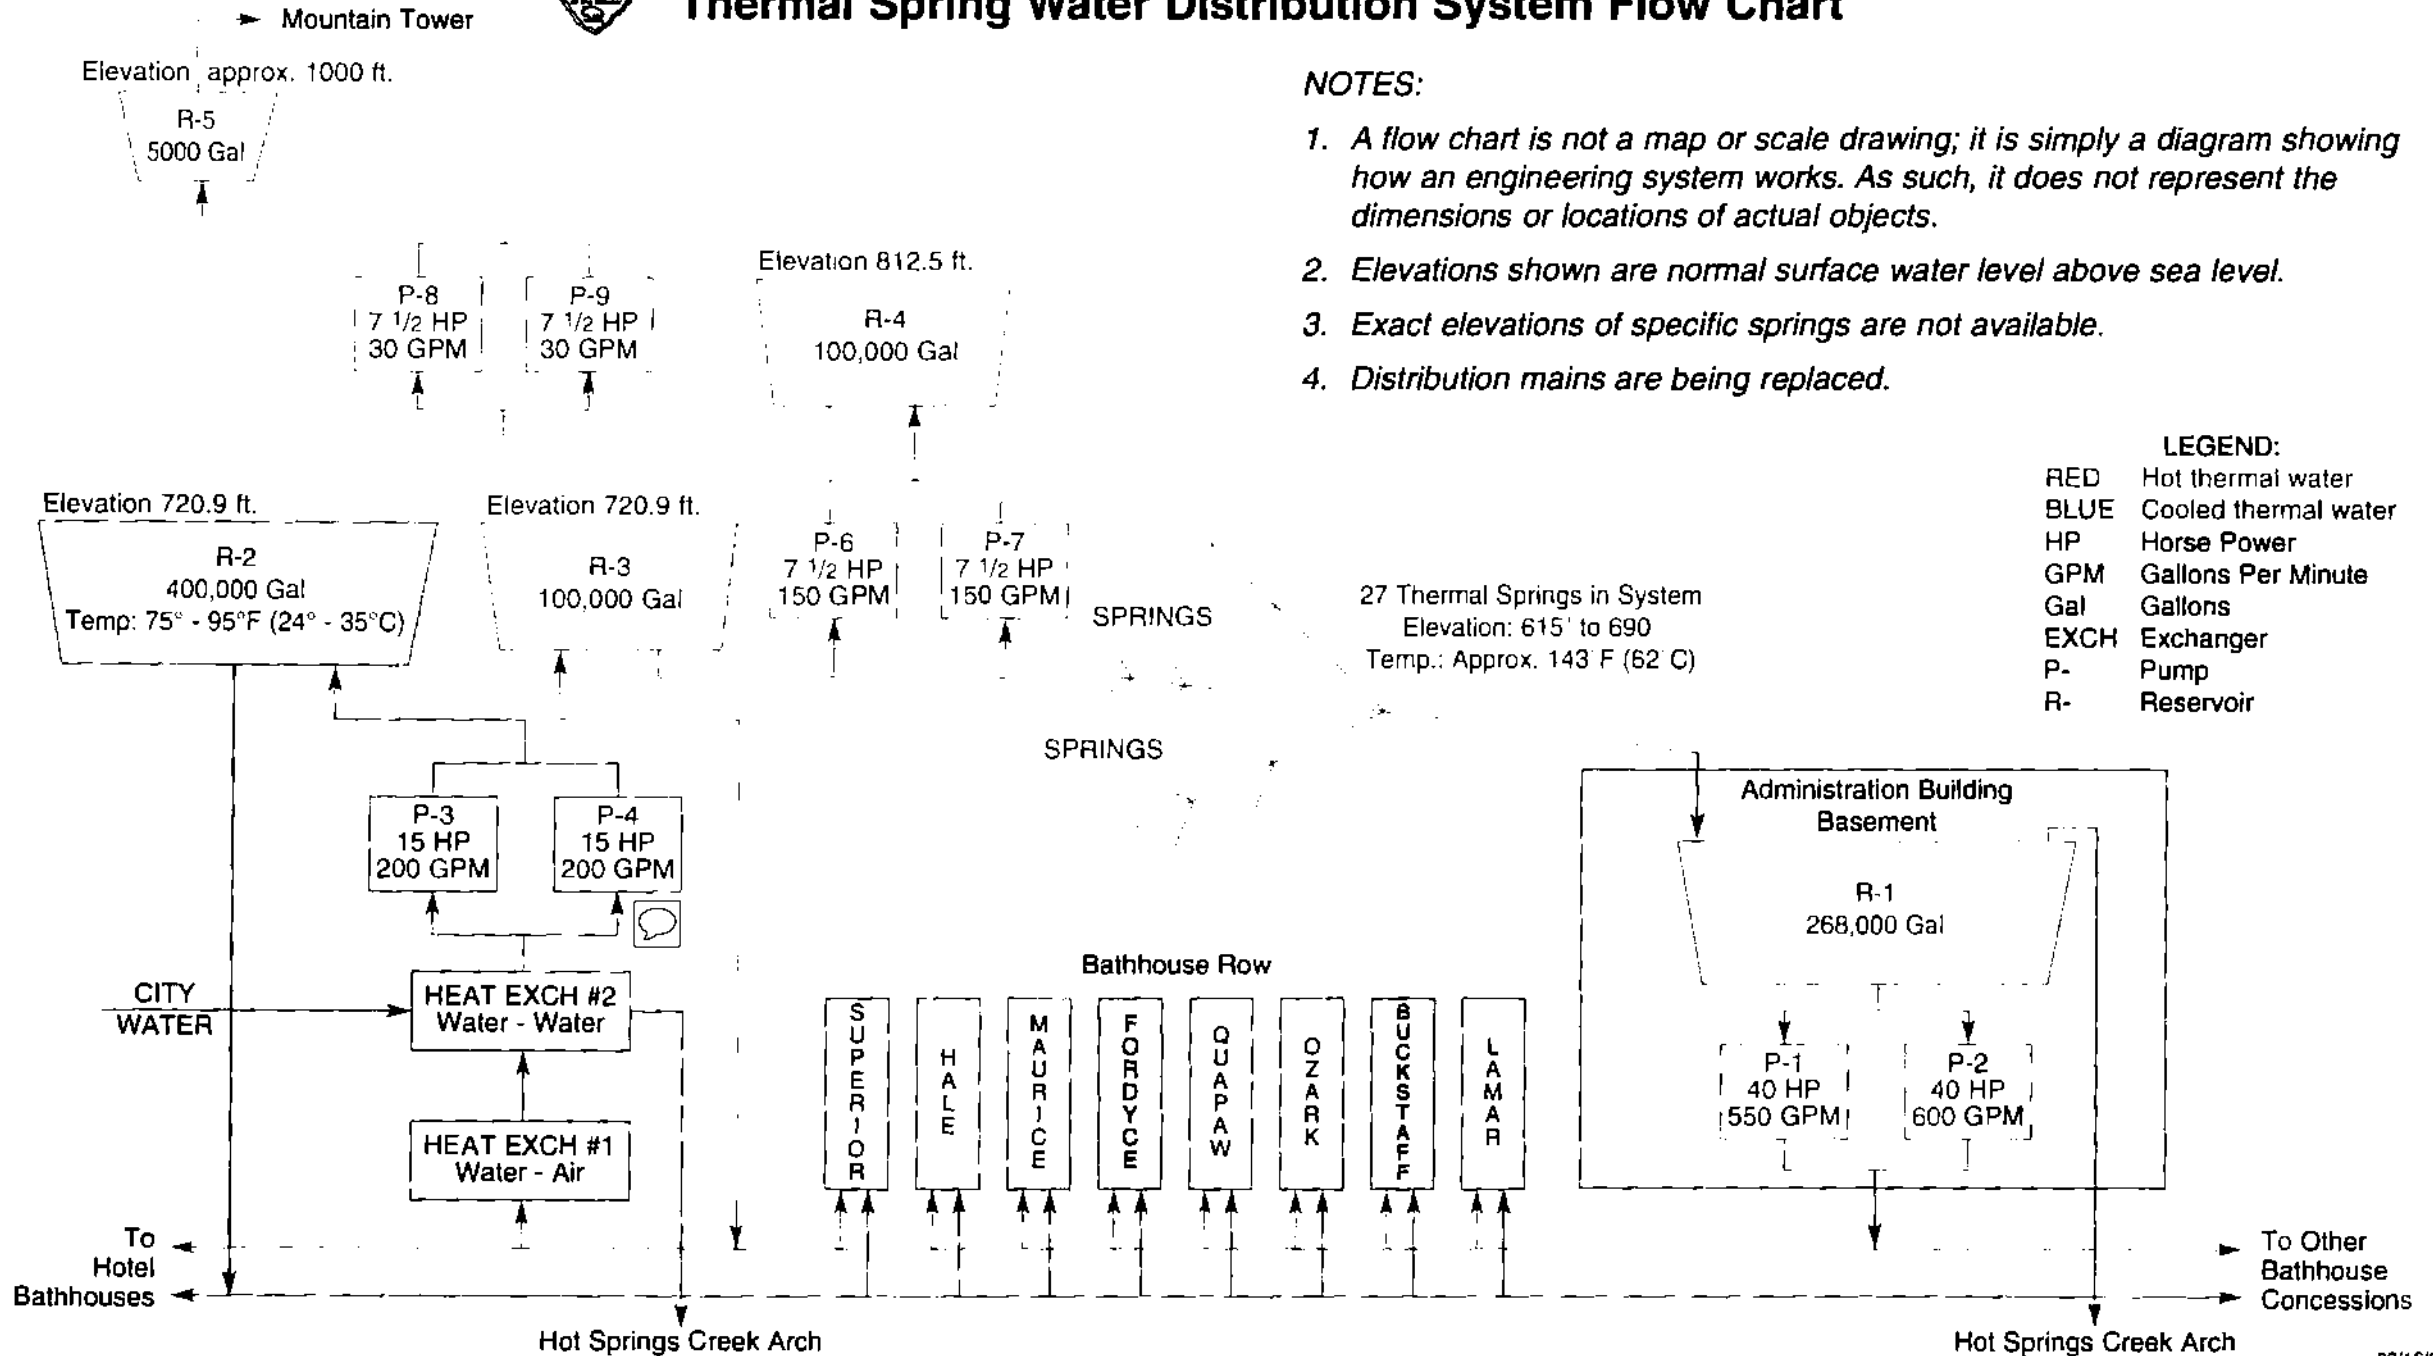 Thermal Spring Water Distribution System Flow Chart
Mountain Tower
Elevation approx. 1000 ft.
R-5
5000 Gal
NOTES:
1. A flow chart is not a map or scale drawing; it is simply a diagram showing
how an engineering system works. As such, it does not represent the
dimensions or locations of actual objects.
2. Elevations shown are normal surface water level above sea level.
3. Exact elevations of specific springs are not available.
4. Distribution mains are being replaced.
P-8
7 1/2 HP
30 GPM
P-9
7 1/2 HP
30 GPM
Elevation 812.5 ft.
R-4
100,000 Gal
LEGEND:
RED Hot thermal water
BLUE Cooled thermal water
HP Horse Power
GPM Gallons Per Minute
Gal Gallons
EXCH Exchanger
P- Pump
R- Reservoir
Elevation 720.9 ft.
R-2
400,000 Gal
Temp: 75° - 95°F (24° - 35°C)
Elevation 720.9 ft.
R-3
100,000 Gal
P-6
7 1/2 HP
150 GPM
P-7
7 1/2 HP
150 GPM
SPRINGS
SPRINGS
27 Thermal Springs in System
Elevation: 615' to 690
Temp.: Approx. 143 F (62 C)
P-3
15 HP
200 GPM
P-4
15 HP
200 GPM
Administration Building
Basement
R-1
268,000 Gal
P-1
40 HP
550 GPM
P-2
40 HP
600 GPM
CITY
WATER
HEAT EXCH #2
Water - Water
HEAT EXCH #1
Water - Air
Bathhouse Row
SUPERIOR
HALE
MAURICE
FORDYCE
QUAPAW
OZARK
BUCKSTAFF
LAMAR
To
Hotel
Bathhouses
To Other
Bathhouse
Concessions
Hot Springs Creek Arch
Hot Springs Creek Arch